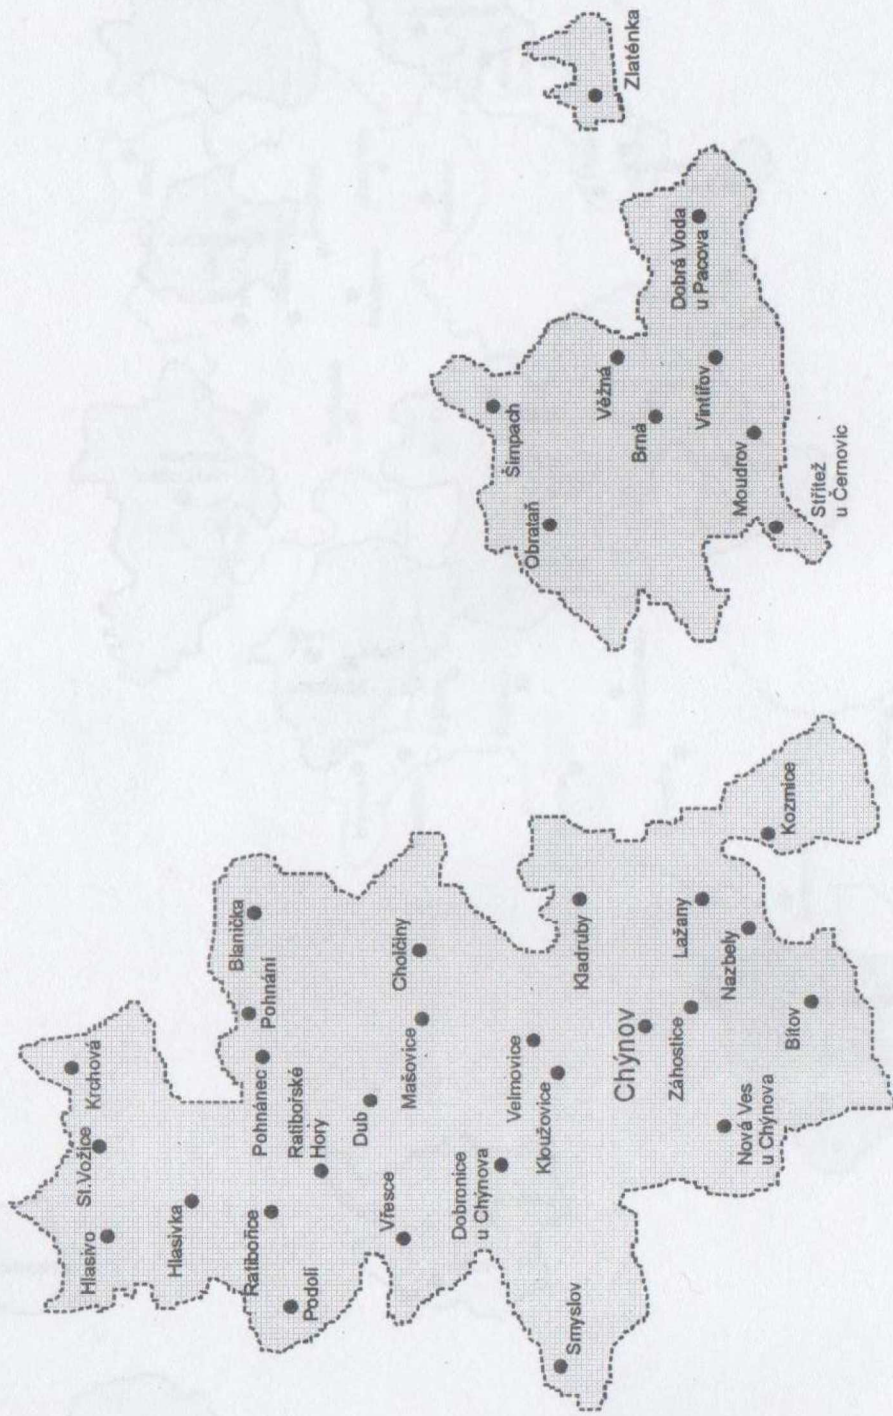 Krchová
St.Vožice
Hlasivo
Hlasivka
Blanička
Pohnání
Pohnánec
Ratibořské
Hory
Ratibořice
Podolí
Dub
Cholčiny
Mašovice
Vřesce
Dobronice
u Chýnova
Velmovice
Kloužovice
Smyslov
Kladruby
Chýnov
Záhostice
Lažany
Nazbely
Nová Ves
u Chýnova
Bítov
Kozmice
Šimpach
Obrataň
Věžná
Brná
Vintířov
Dobrá Voda
u Pacova
Moudrov
Střítež
u Černovic
Zlaténka